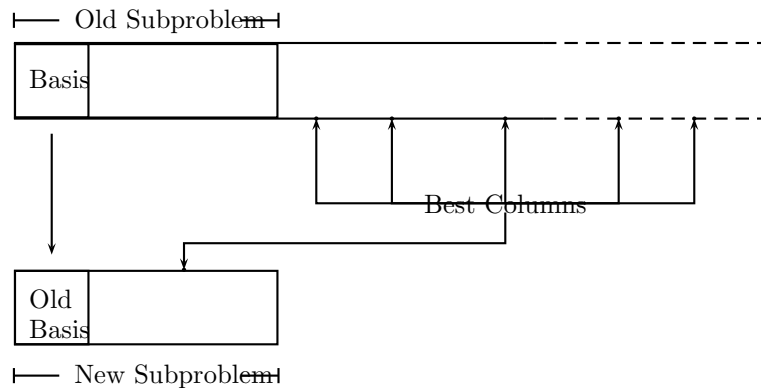 Old Subproblem
Basis
Best Columns
Old
Basis
New Subproblem